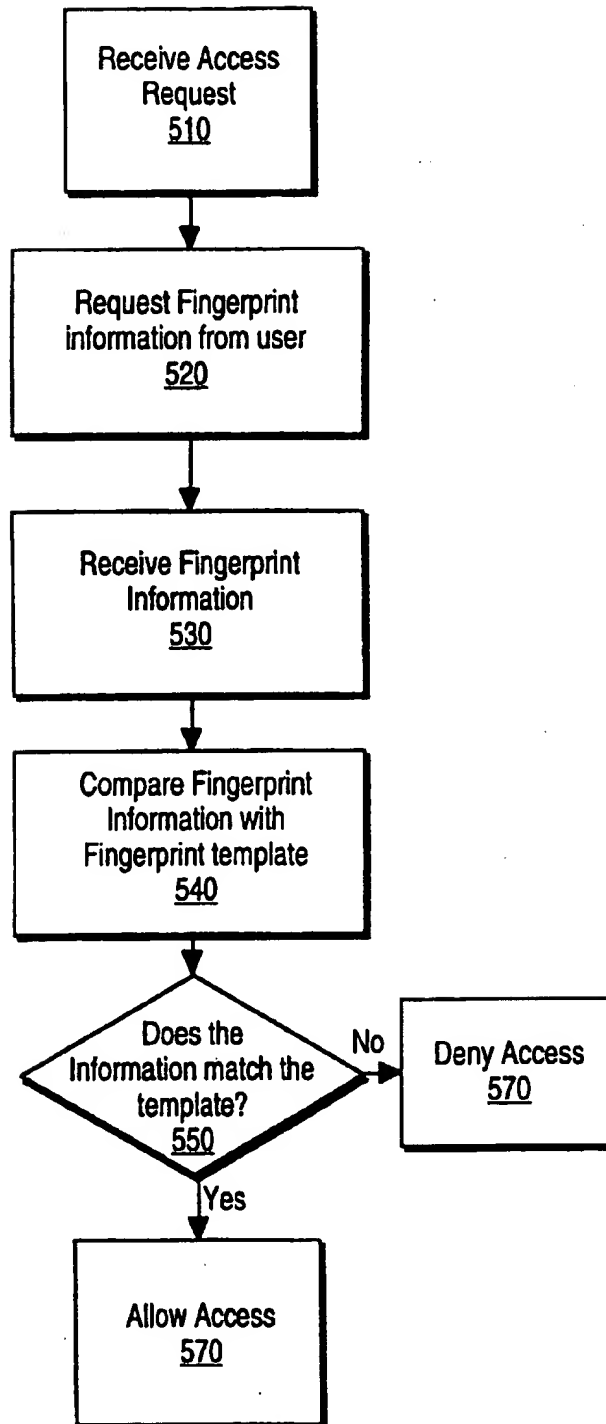 Receive Access
Request
510
Request Fingerprint
information from user
520
Receive Fingerprint
Information
530
Compare Fingerprint
Information with
Fingerprint template
540
Does the
Information match the
template?
550
No
Deny Access
570
Yes
Allow Access
570